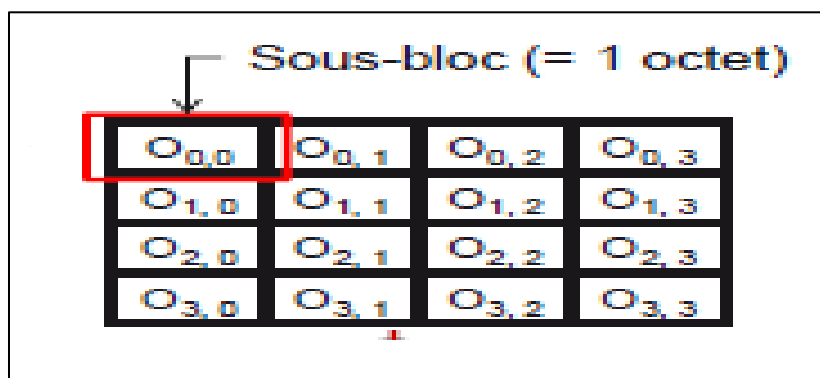 Sous-bloc (= 1 octet)
O0,0 O0, 1 O0, 2 O0, 3
O1, 0 O1, 1 O1, 2 O1, 3
O2, 0 O2, 1 O2, 2 O2, 3
O3, 0 O3, 1 O3, 2 O3, 3